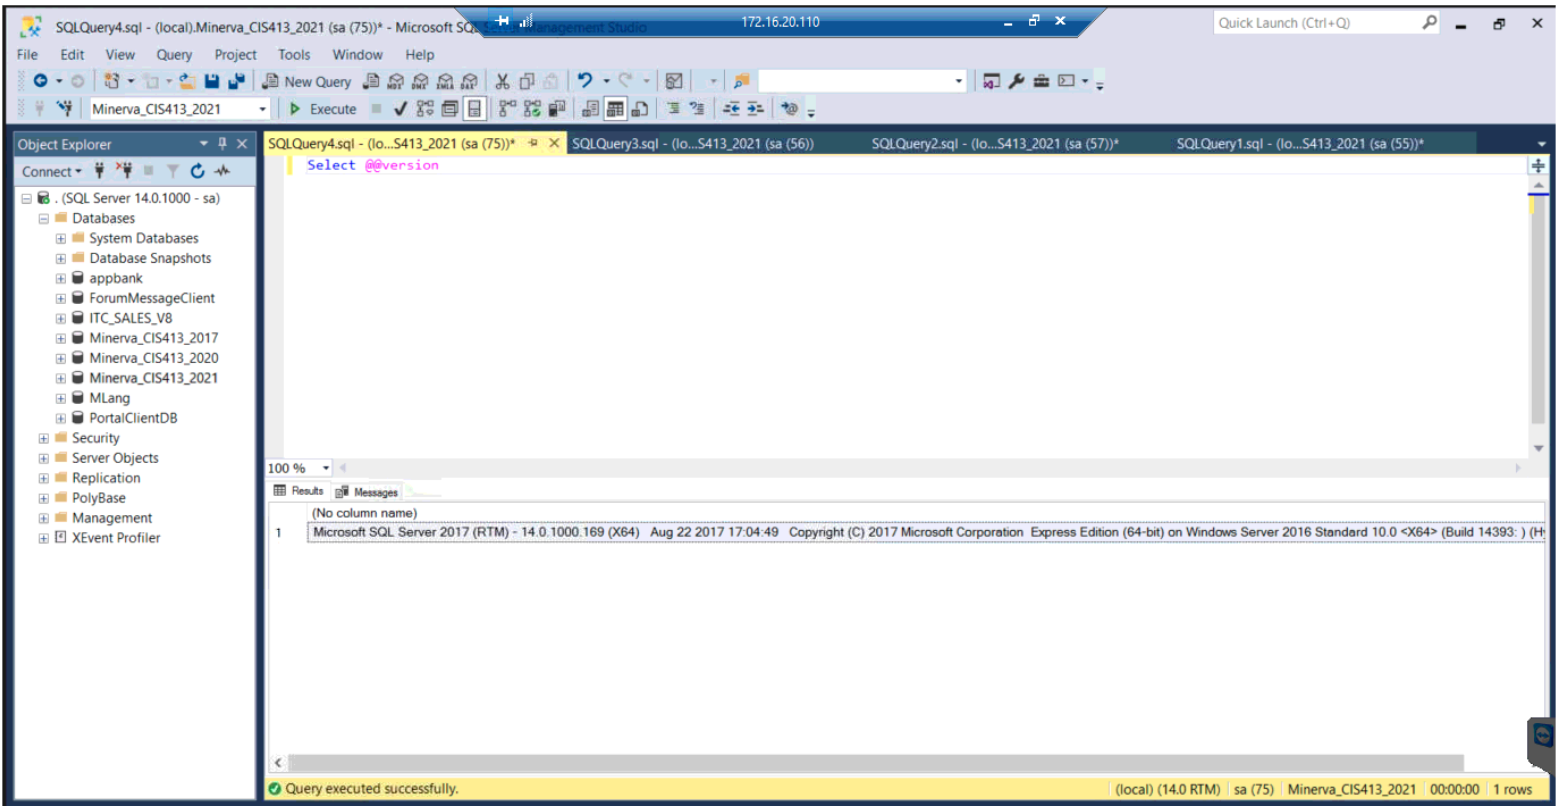 SQLQuery4.sql - (local).Minerva_CIS413_2021 (sa (75))* - Microsoft SQL Server Management Studio
172.16.20.110
Quick Launch (Ctrl+Q)
File Edit View Query Project Tools Window Help
New Query MDX DMX XMLA DAX
Minerva_CIS413_2021 Execute
Object Explorer
SQLQuery4.sql - (lo...S413_2021 (sa (75))* SQLQuery3.sql - (lo...S413_2021 (sa (56)) SQLQuery2.sql - (lo...S413_2021 (sa (57))* SQLQuery1.sql - (lo...S413_2021 (sa (55))*
Connect
Select @@version
. (SQL Server 14.0.1000 - sa)
Databases
System Databases
Database Snapshots
appbank
ForumMessageClient
ITC_SALES_V8
Minerva_CIS413_2017
Minerva_CIS413_2020
Minerva_CIS413_2021
MLang
PortalClientDB
Security
Server Objects
Replication
PolyBase
Management
XEvent Profiler
100 %
Results Messages
(No column name)
1 Microsoft SQL Server 2017 (RTM) - 14.0.1000.169 (X64) Aug 22 2017 17:04:49 Copyright (C) 2017 Microsoft Corporation Express Edition (64-bit) on Windows Server 2016 Standard 10.0 <X64> (Build 14393: ) (Hy
Query executed successfully.
(local) (14.0 RTM) sa (75) Minerva_CIS413_2021 00:00:00 1 rows